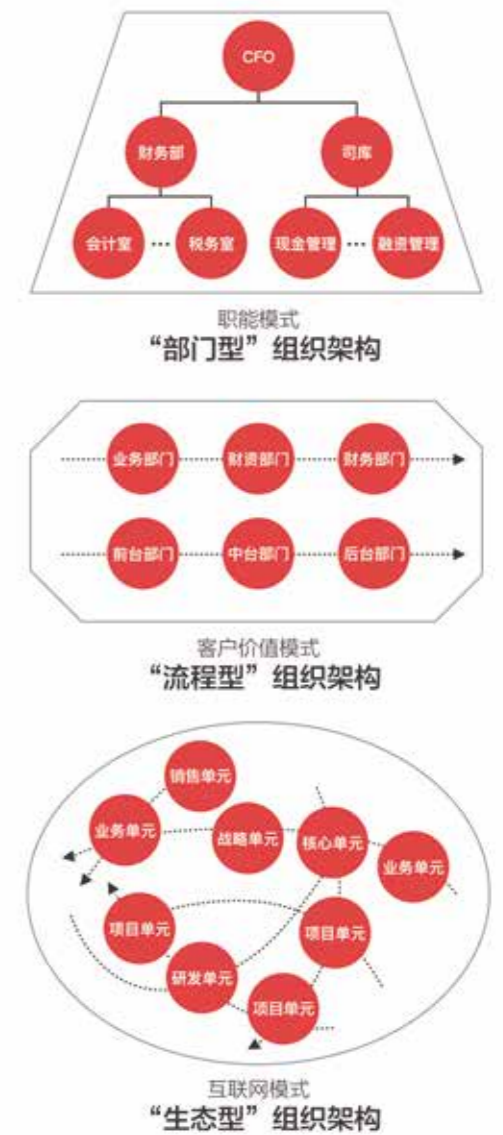 CFO
财务部
司库
会计室 ··· 税务室
现金管理 ··· 融资管理
职能模式
“部门型”组织架构
业务部门
财资部门
财务部门
前台部门
中台部门
后台部门
客户价值模式
“流程型”组织架构
销售单元
业务单元
战略单元
核心单元
业务单元
项目单元
项目单元
研发单元
项目单元
互联网模式
“生态型”组织架构